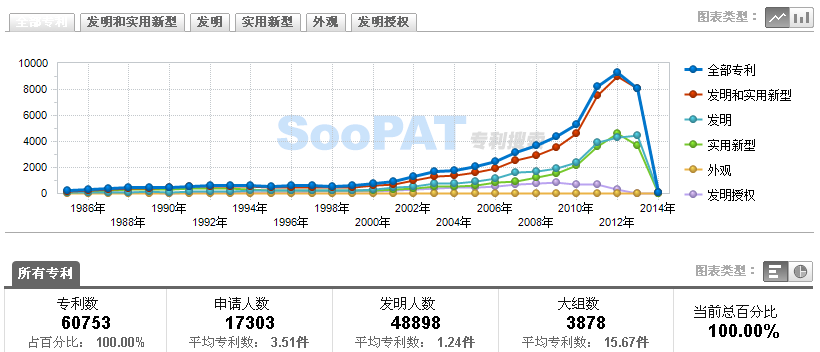 全部专利 发明和实用新型 发明 实用新型 外观 发明授权 图表类型：
10000
8000
6000
4000
2000
0
SooPAT 专利搜索
全部专利
发明和实用新型
发明
实用新型
外观
发明授权
1986年 1990年 1994年 1998年 2002年 2006年 2010年 2014年
1988年 1992年 1996年 2000年 2004年 2008年 2012年
所有专利 图表类型：
专利数 申请人数 发明人数 大组数 当前总百分比
60753 17303 48898 3878 100.00%
占百分比： 100.00% 平均专利数： 3.51件 平均专利数： 1.24件 平均专利数： 15.67件